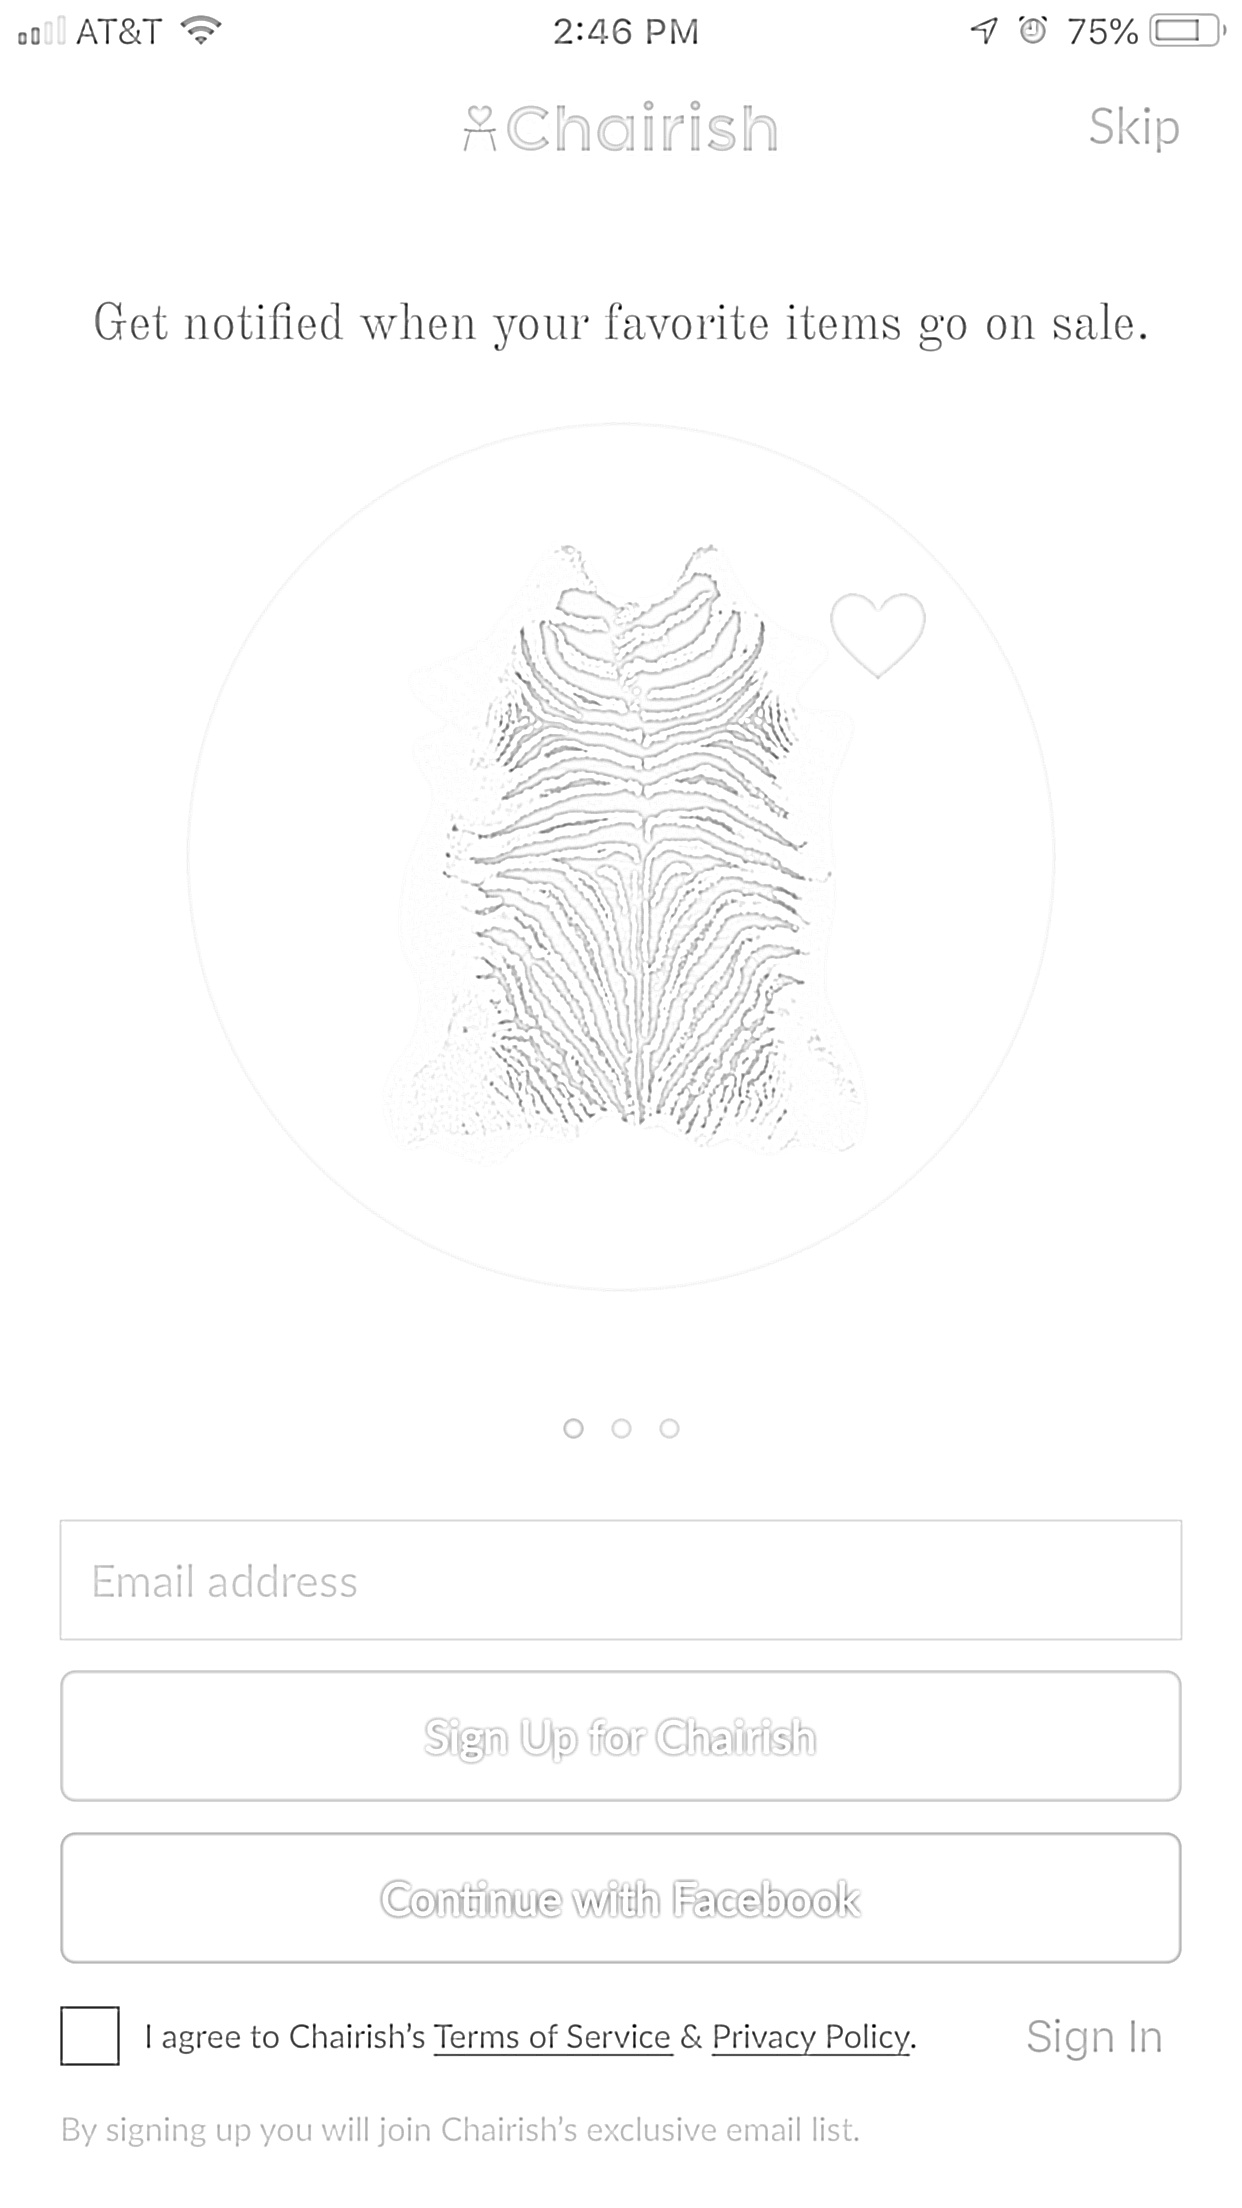 AT&T 2:46 PM 75%
Chairish Skip
Get notified when your favorite items go on sale.
Email address
Sign Up for Chairish
Continue with Facebook
I agree to Chairish’s Terms of Service & Privacy Policy. Sign In
By signing up you will join Chairish’s exclusive email list.